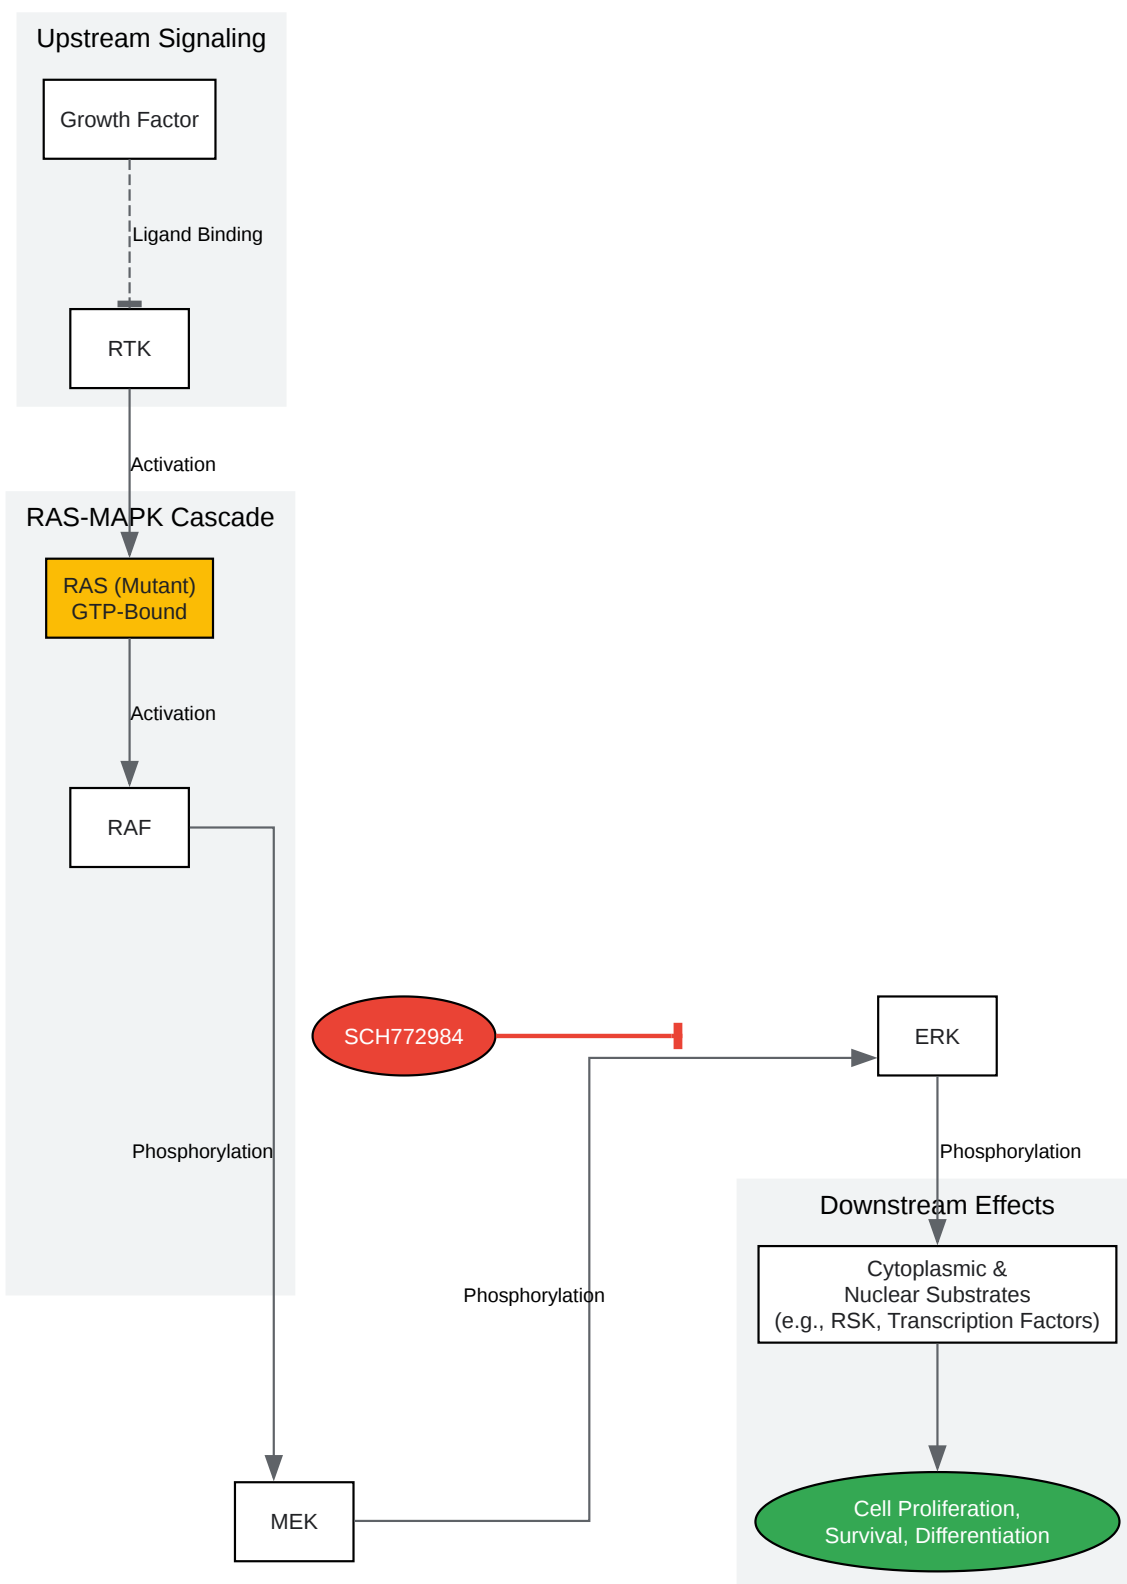 Upstream Signaling
Growth Factor
Ligand Binding
RTK
Activation
RAS-MAPK Cascade
RAS (Mutant)
GTP-Bound
Activation
RAF
SCH772984
ERK
Phosphorylation
Phosphorylation
Downstream Effects
Cytoplasmic &
Nuclear Substrates
(e.g., RSK, Transcription Factors)
Phosphorylation
MEK
Cell Proliferation,
Survival, Differentiation